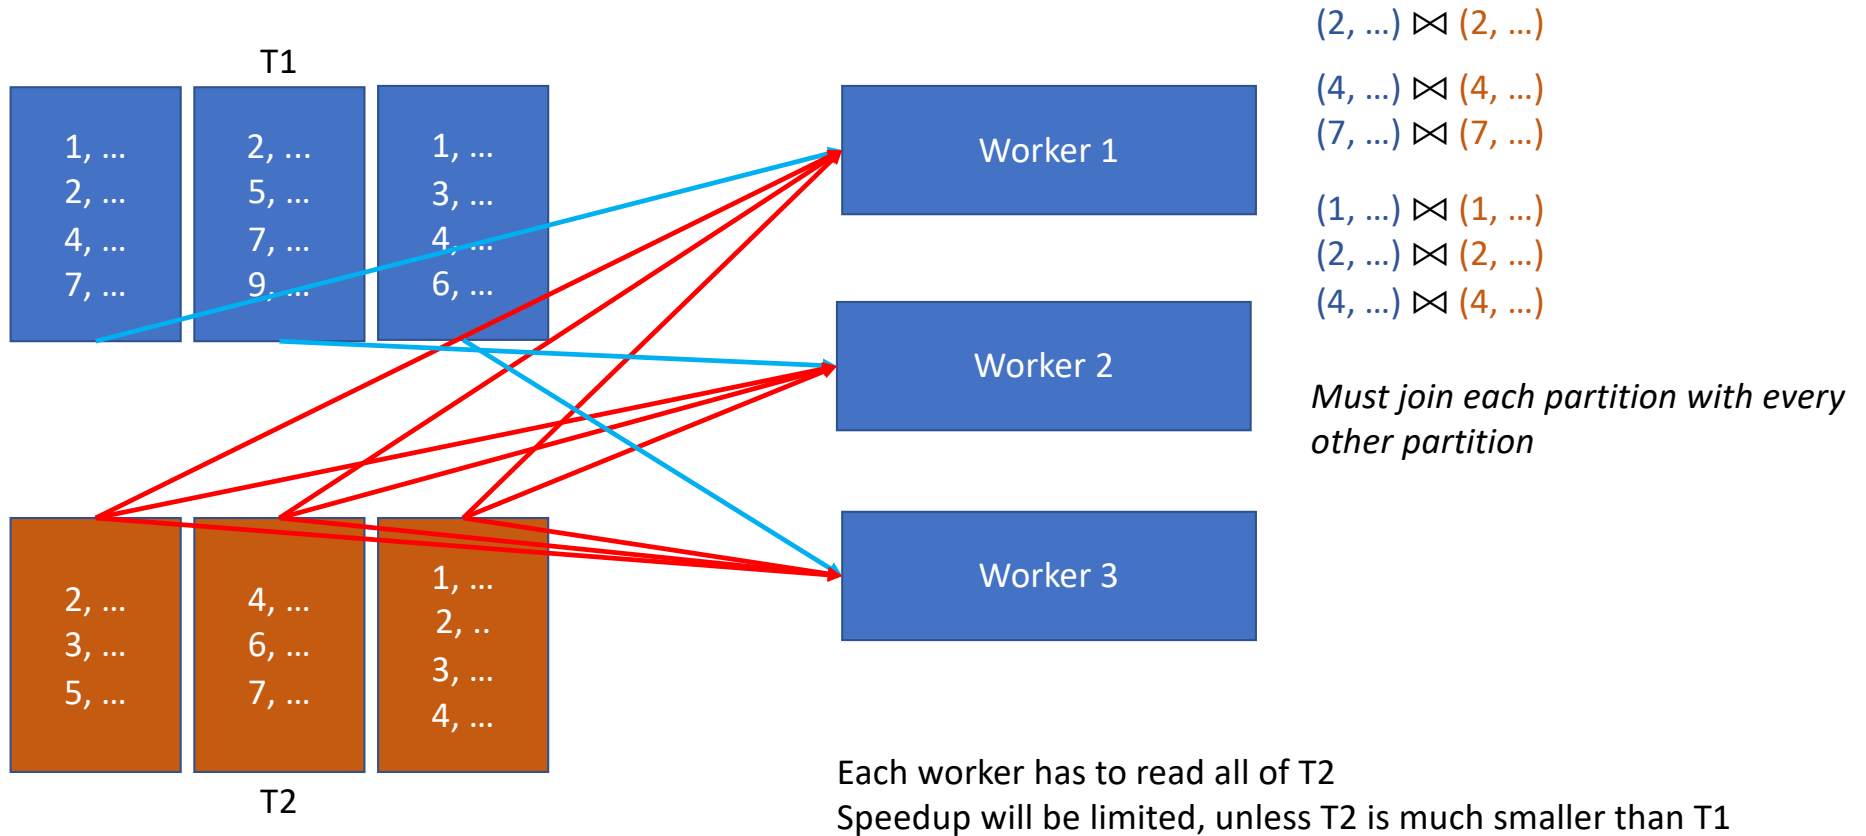 T1
1, ...
2, ...
4, ...
7, ...
2, ...
5, ...
7, ...
9, ...
1, ...
3, ...
4, ...
6, ...
Worker 1
Worker 2
Worker 3
(2, ...) ⋈ (2, ...)
(4, ...) ⋈ (4, ...)
(7, ...) ⋈ (7, ...)
(1, ...) ⋈ (1, ...)
(2, ...) ⋈ (2, ...)
(4, ...) ⋈ (4, ...)
Must join each partition with every
other partition
2, ...
3, ...
5, ...
4, ...
6, ...
7, ...
1, ...
2, ..
3, ...
4, ...
T2
Each worker has to read all of T2
Speedup will be limited, unless T2 is much smaller than T1